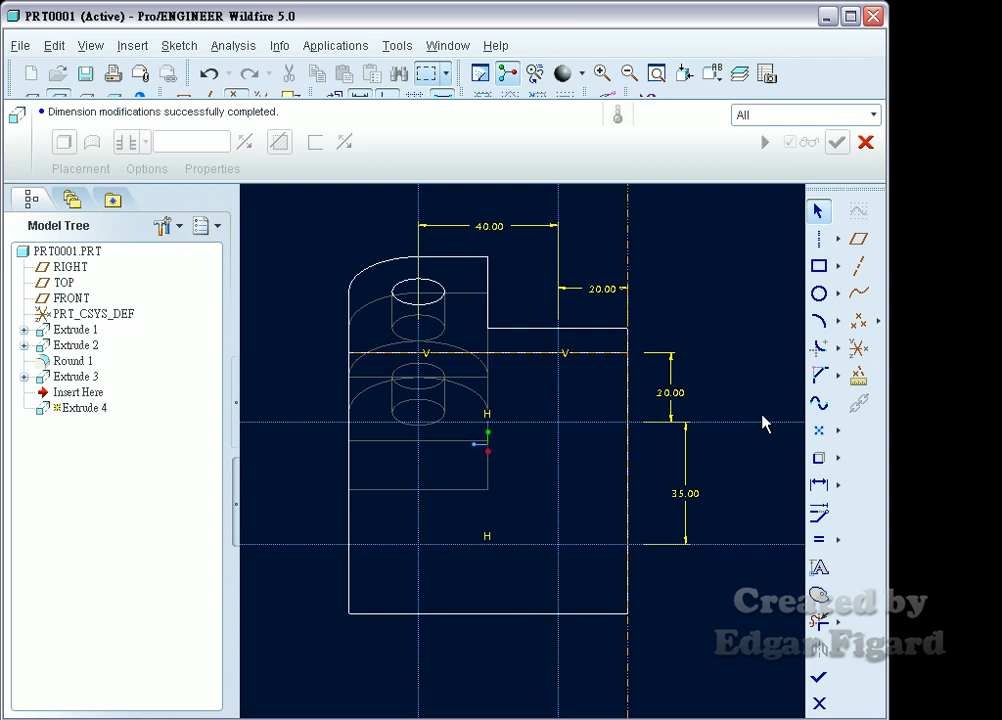 PRT0001 (Active) - Pro/ENGINEER Wildfire 5.0
File Edit View Insert Sketch Analysis Info Applications Tools Window Help
Dimension modifications successfully completed.
All
Placement Options Properties
Model Tree
PRT0001.PRT
RIGHT
TOP
FRONT
PRT_CSYS_DEF
Extrude 1
Extrude 2
Round 1
Extrude 3
Insert Here
Extrude 4
40.00
20.00
V V
20.00
H
35.00
H
Created by
Edgar Figard